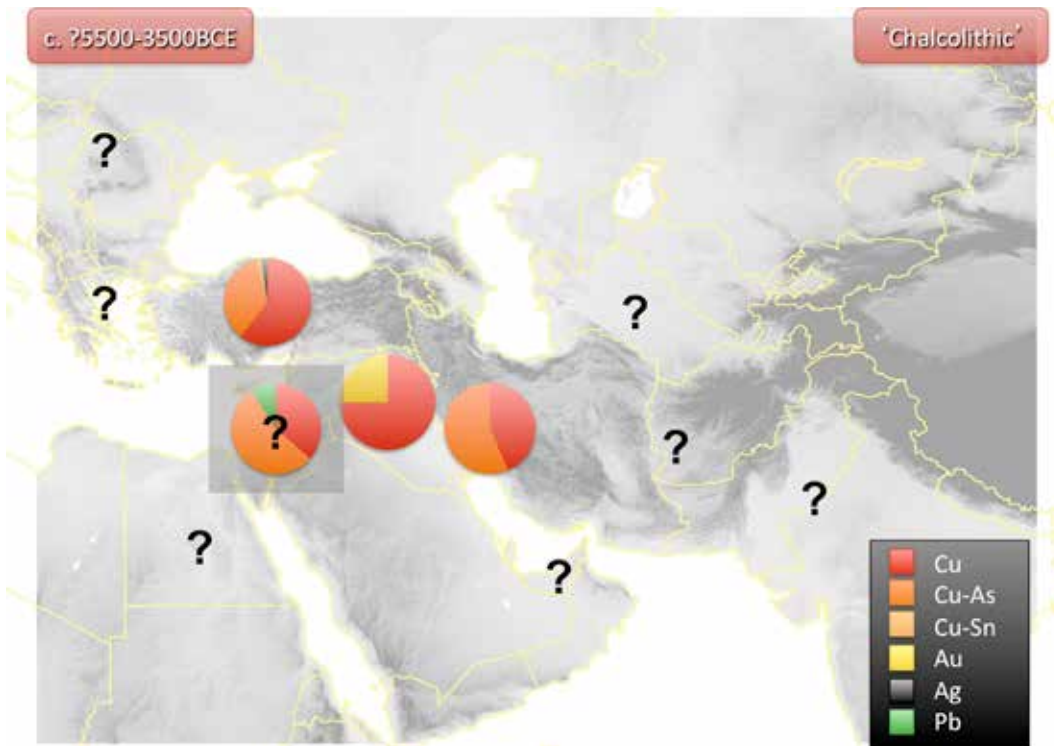 c. ?5500-3500BCE
'Chalcolithic'
?
?
?
?
?
?
?
?
Cu
Cu-As
Cu-Sn
Au
Ag
Pb